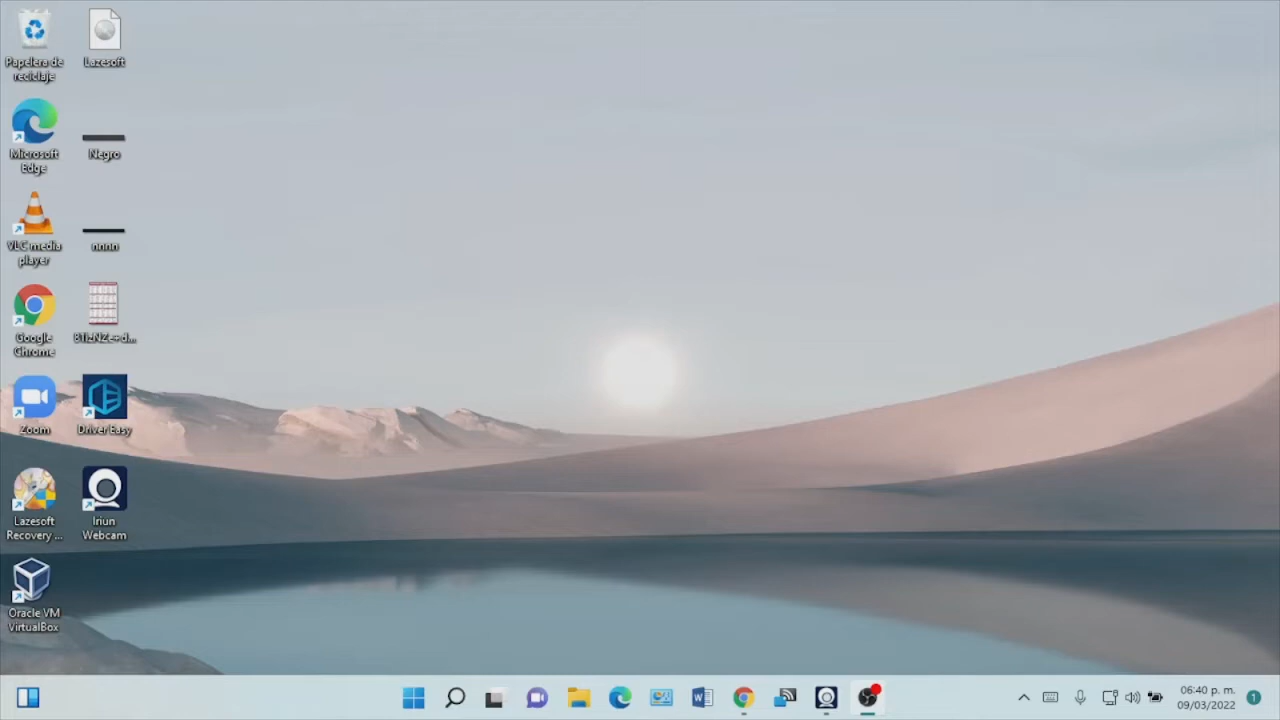 Papelera de
reciclaje
Lazesoft
Microsoft
Edge
Negro
VLC media
player
nnnn
Google
Chrome
Zoom
Driver Easy
Lazesoft
Recovery ...
Iriun
Webcam
Oracle VM
VirtualBox
06:40 p. m.
09/03/2022
1